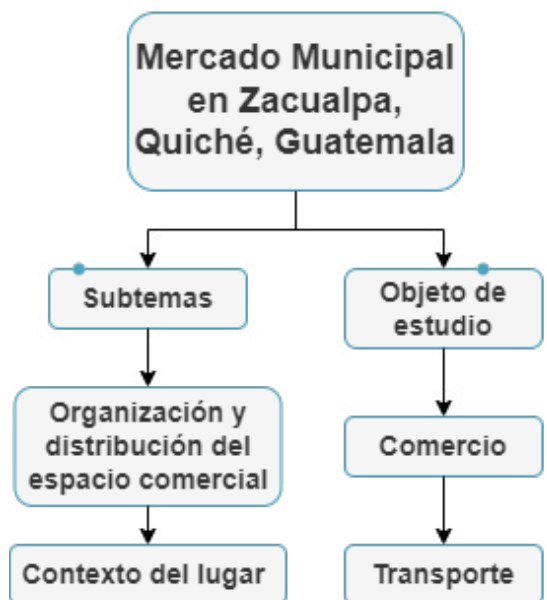 Mercado Municipal
en Zacualpa,
Quiché, Guatemala
Subtemas
Objeto de
estudio
Organización y
distribución del
espacio comercial
Comercio
Contexto del lugar
Transporte